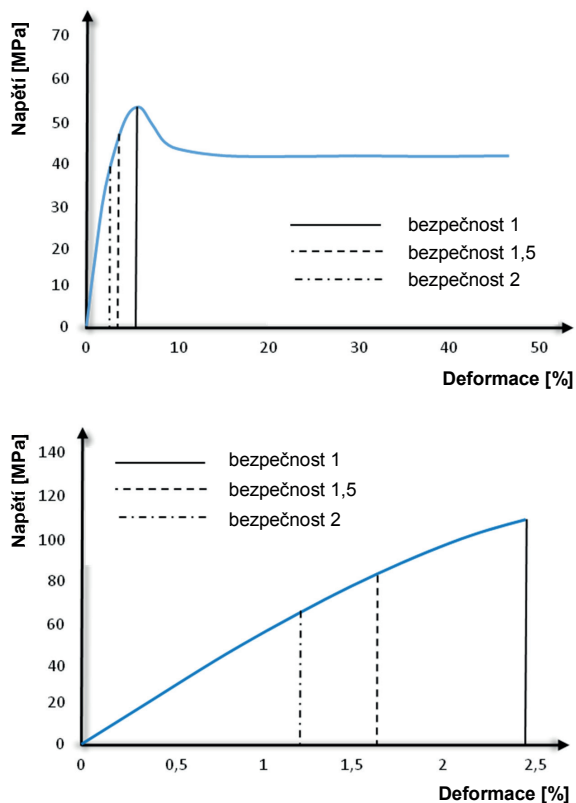 Napětí [MPa]
70
60
50
40
30
20
10
0
bezpečnost 1
bezpečnost 1,5
bezpečnost 2
0 10 20 30 40 50
Deformace [%]
Napětí [MPa]
140
120
100
80
60
40
20
0
bezpečnost 1
bezpečnost 1,5
bezpečnost 2
0 0,5 1 1,5 2 2,5
Deformace [%]